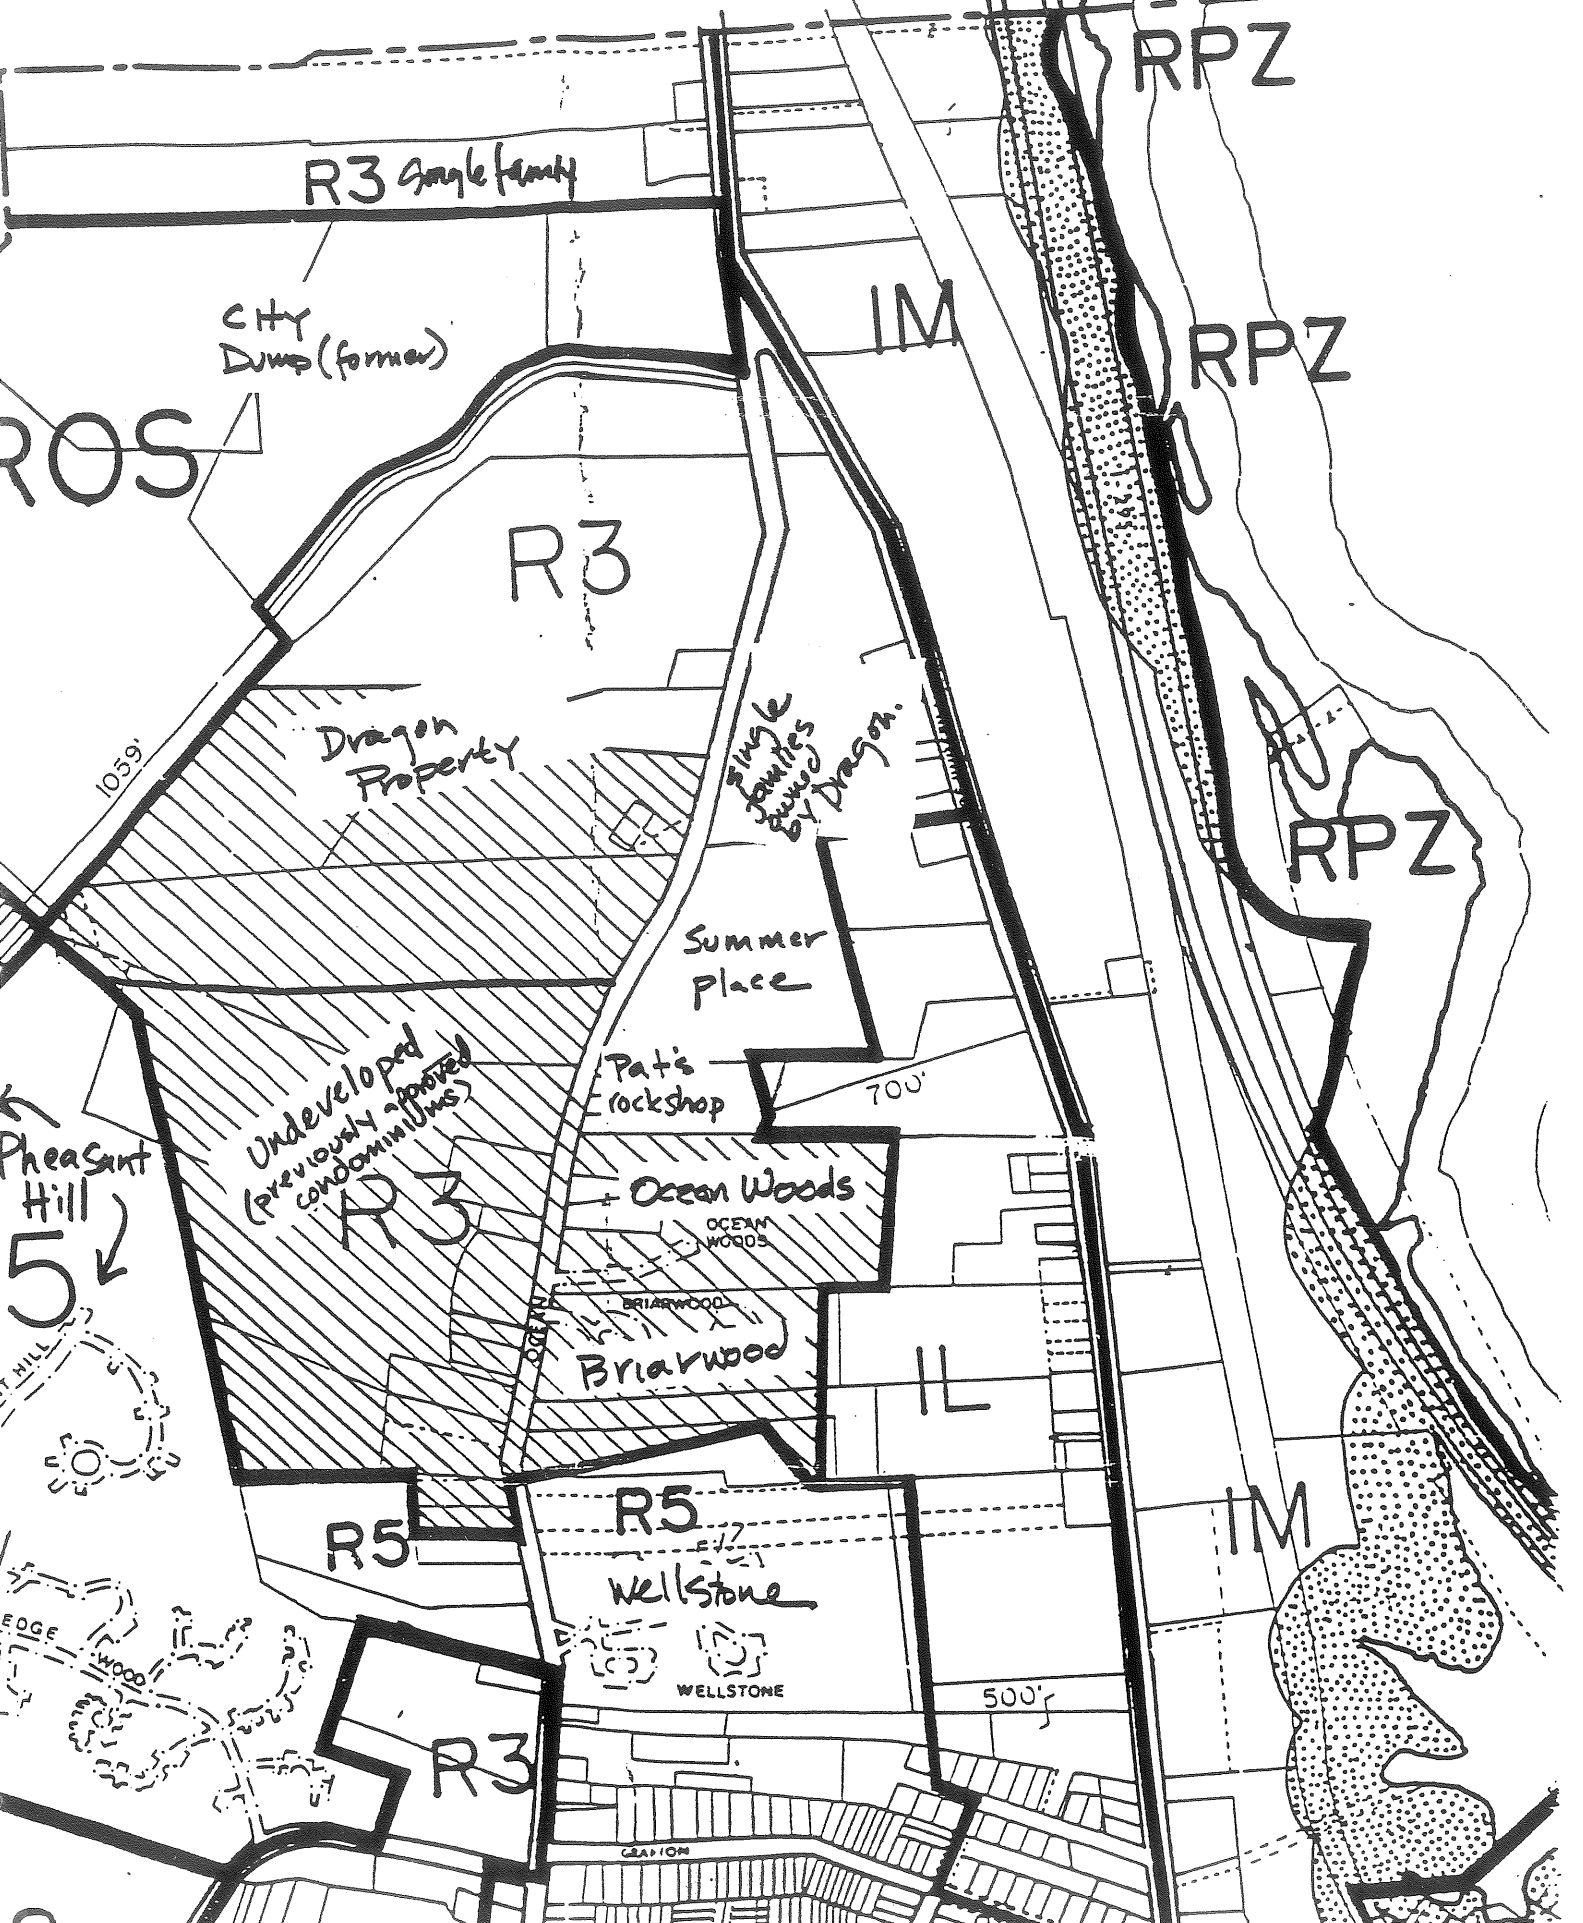 RPZ
R3 Single family
IM
City
Dump (former)
RPZ
ROS
R3
Dragon
Property
1059'
Single
families
owned
by Dragon.
RPZ
Summer
place
Undeveloped
(previously approved
condominiums)
Pat's
rockshop
700'
Pheasant
Hill
R3
Ocean Woods
OCEAN
WOODS
5
BRIARWOOD
OCEAN
Briarwood
T HILL
IL
R5
R5
IM
Wellstone
EDGE
WOOD
WELLSTONE
500'
R3